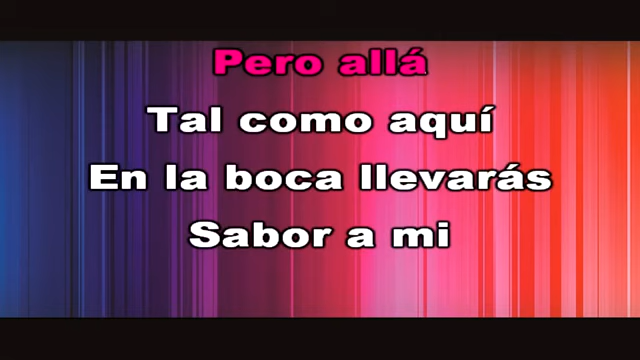 Pero allá
Tal como aquí
En la boca llevarás
Sabor a mi